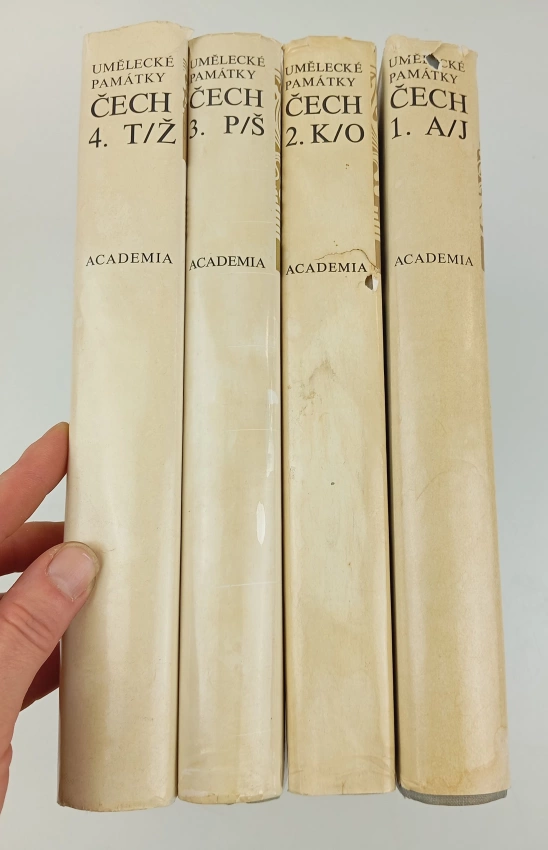 UMĚLECKÉ
PAMÁTKY
ČECH
4. T/Ž
ACADEMIA
UMĚLECKÉ
PAMÁTKY
ČECH
3. P/Š
ACADEMIA
UMĚLECKÉ
PAMÁTKY
ČECH
2. K/O
ACADEMIA
UMĚLECKÉ
PAMÁTKY
ČECH
1. A/J
ACADEMIA